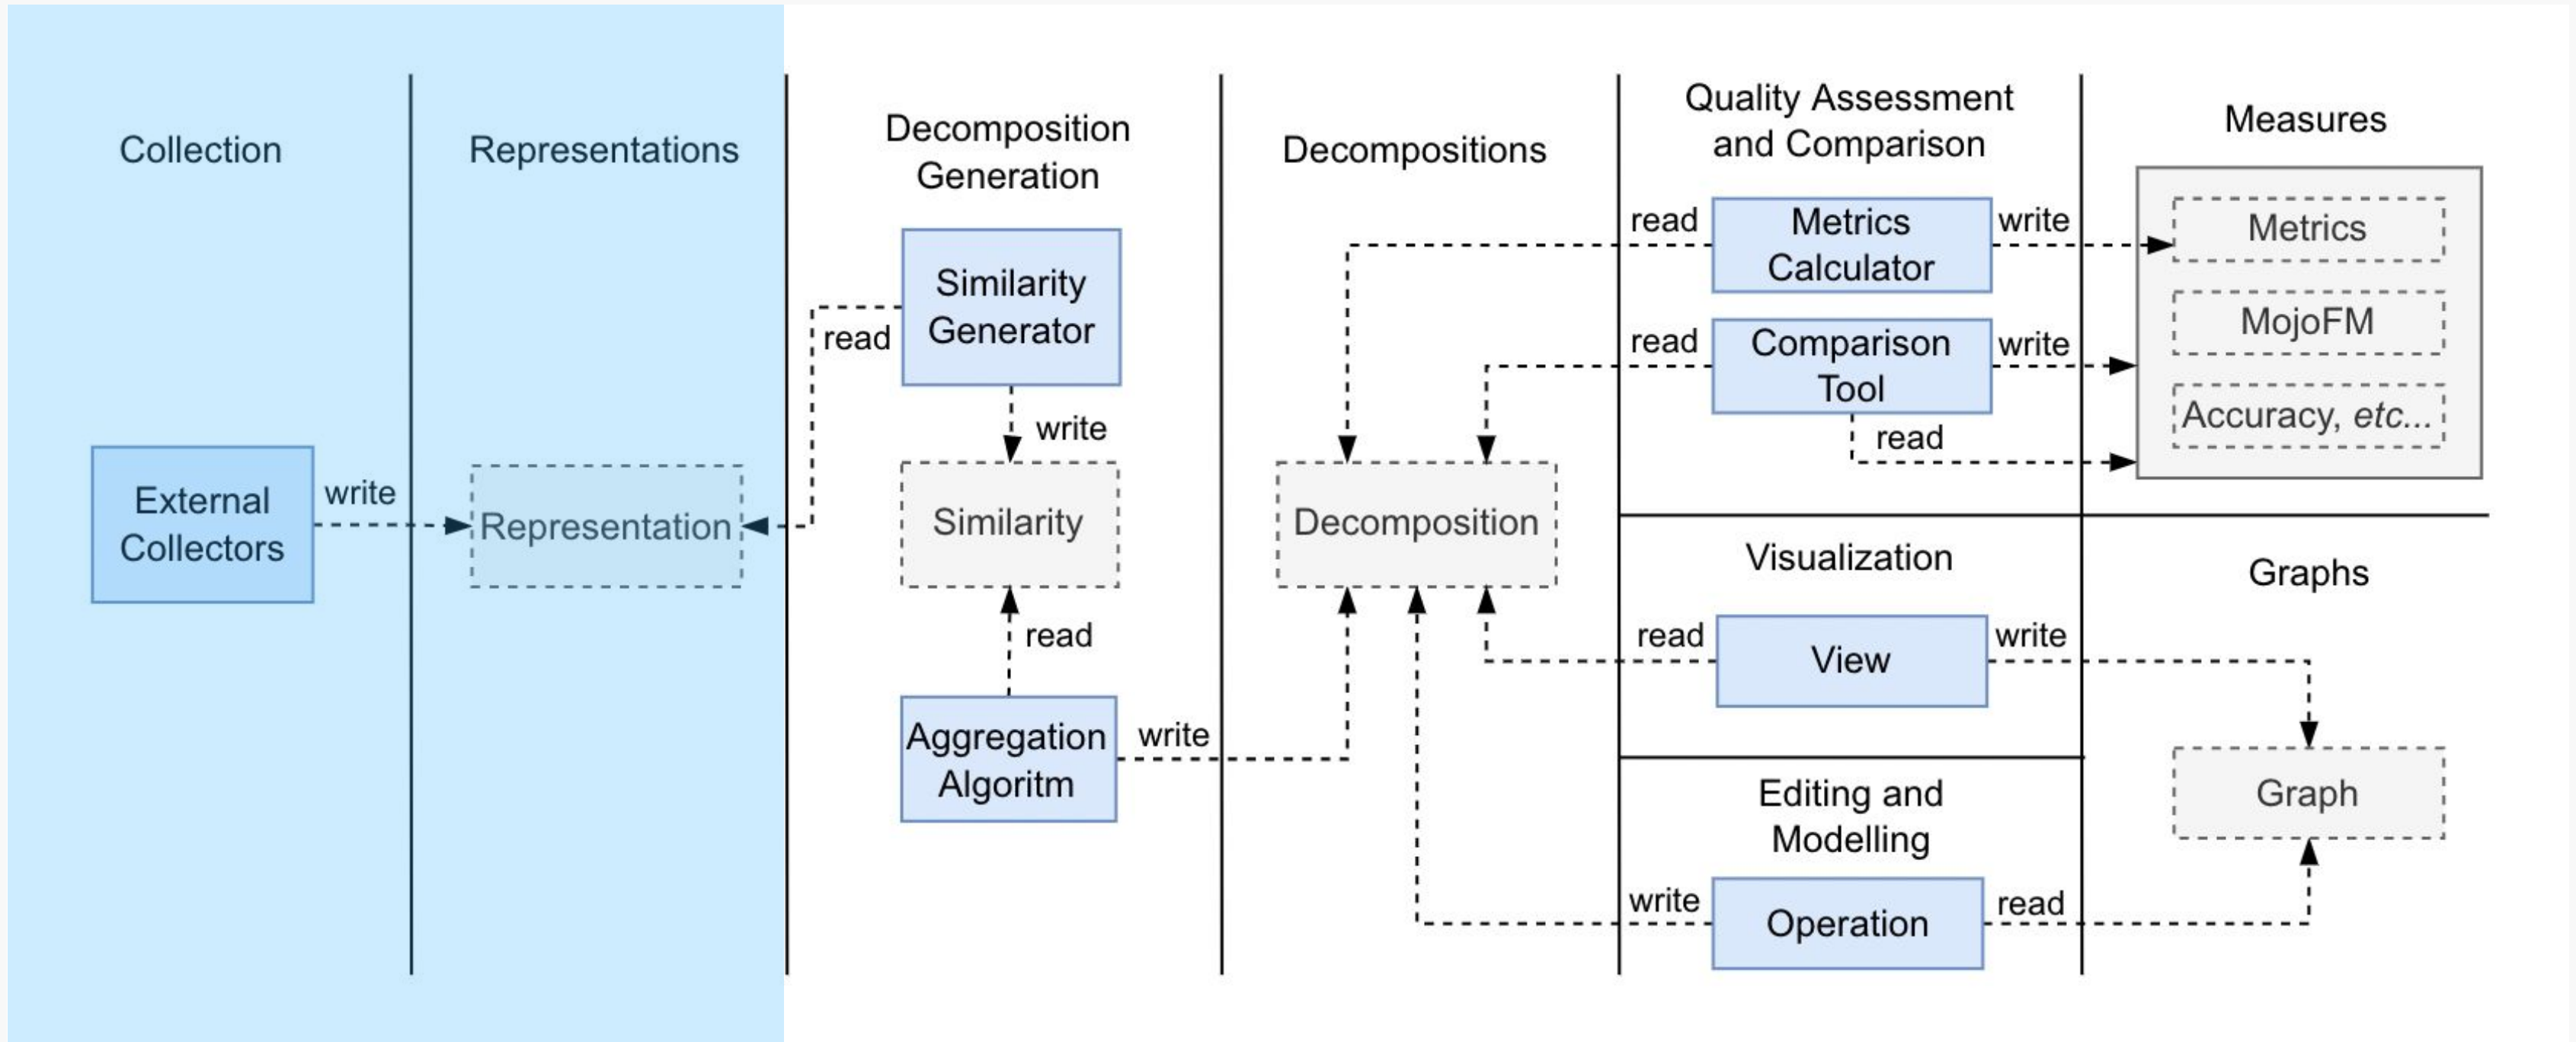 Collection
Representations
Decomposition
Generation
Decompositions
Quality Assessment
and Comparison
Measures
External
Collectors
write
Representation
read
Similarity
Generator
write
Similarity
read
Aggregation
Algoritm
write
Decomposition
read
Metrics
Calculator
write
read
Comparison
Tool
write
read
Metrics
MojoFM
Accuracy, etc...
Visualization
read
View
write
Graphs
Graph
Editing and
Modelling
write
Operation
read